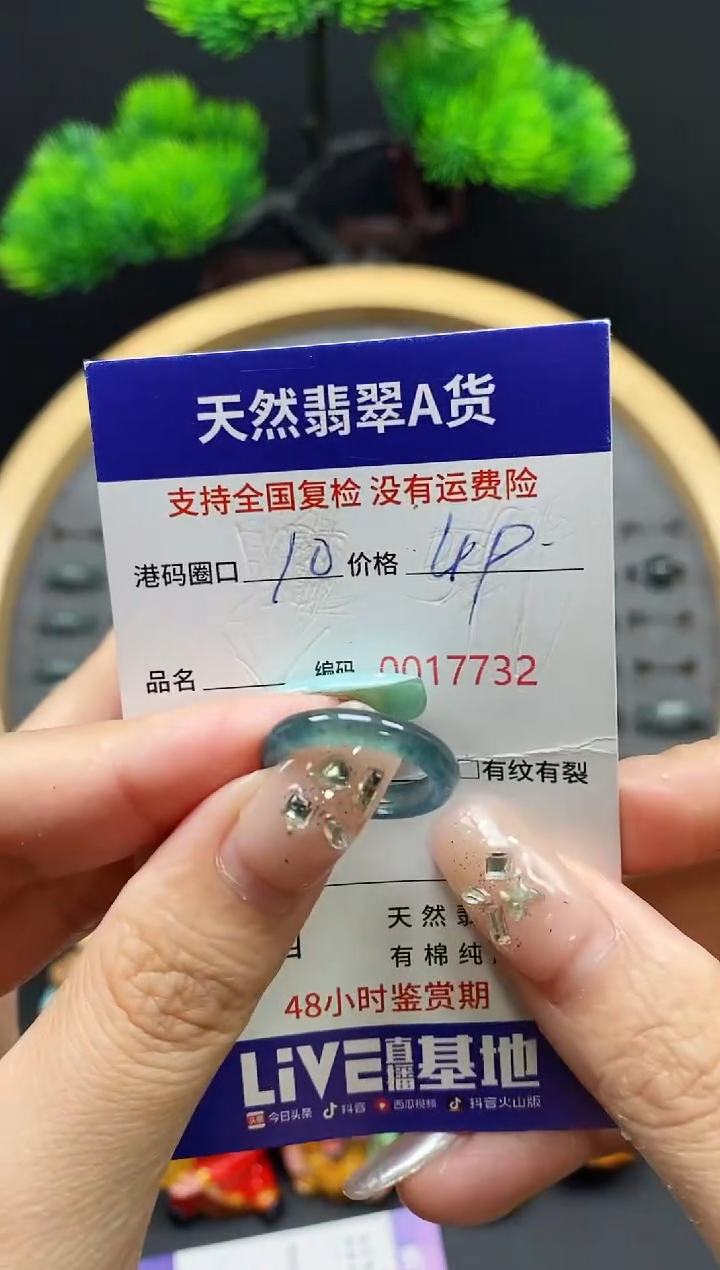 天然翡翠A货
支持全国复检 没有运费险
港码圈口 10 价格
品名 编码 0017732
□有纹有裂
天然翡
有棉纯
48小时鉴赏期
LiVE直播基地
头条 今日头条 抖音 西瓜视频 抖音火山版